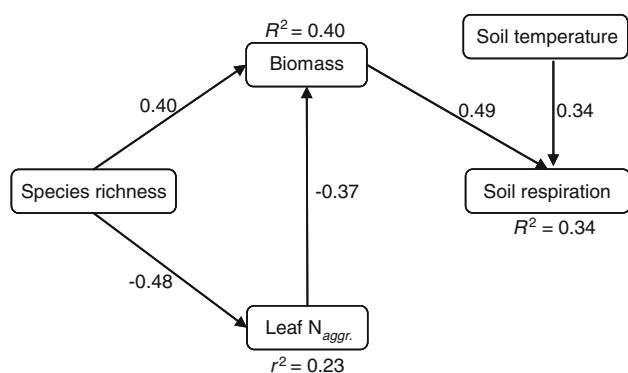 R² = 0.40
Biomass
Soil temperature
0.40
0.49
0.34
Species richness
-0.37
Soil respiration
R² = 0.34
-0.48
Leaf N aggr.
r² = 0.23